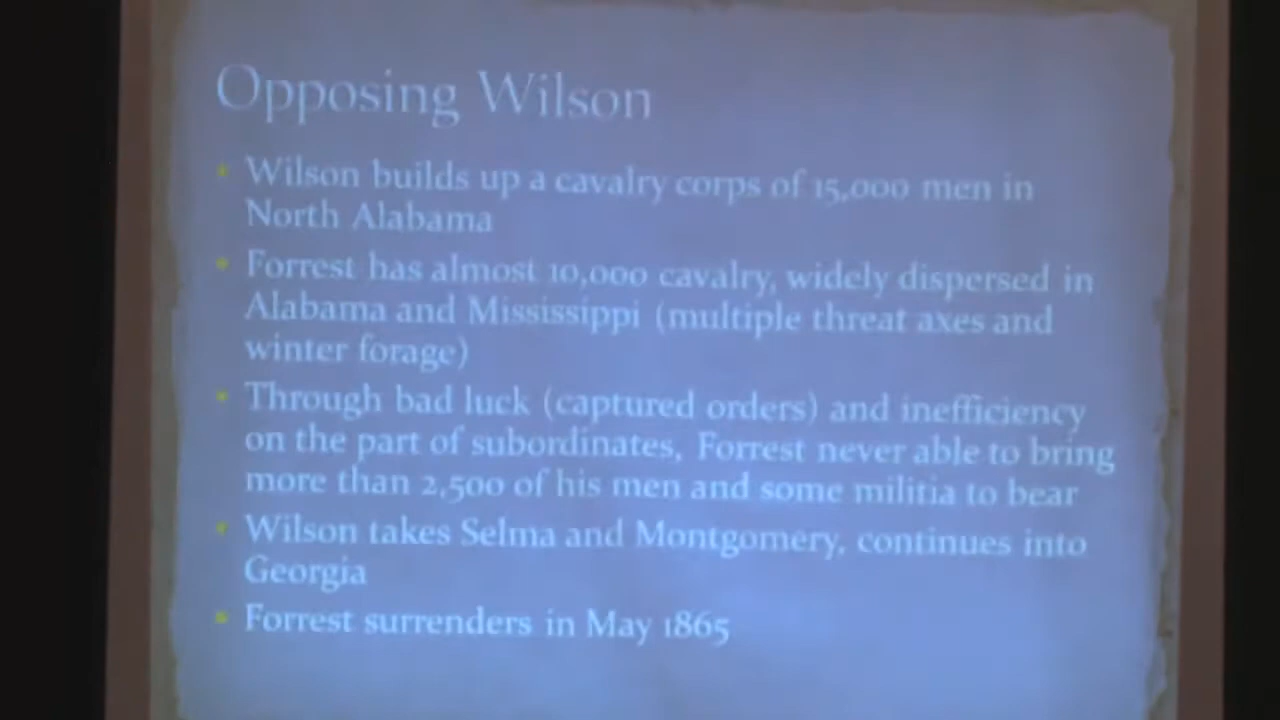 Opposing Wilson
Wilson builds up a cavalry corps of 15,000 men in
North Alabama
Forrest has almost 10,000 cavalry, widely dispersed in
Alabama and Mississippi (multiple threat axes and
winter forage)
Through bad luck (captured orders) and inefficiency
on the part of subordinates, Forrest never able to bring
more than 2,500 of his men and some militia to bear
Wilson takes Selma and Montgomery, continues into
Georgia
Forrest surrenders in May 1865